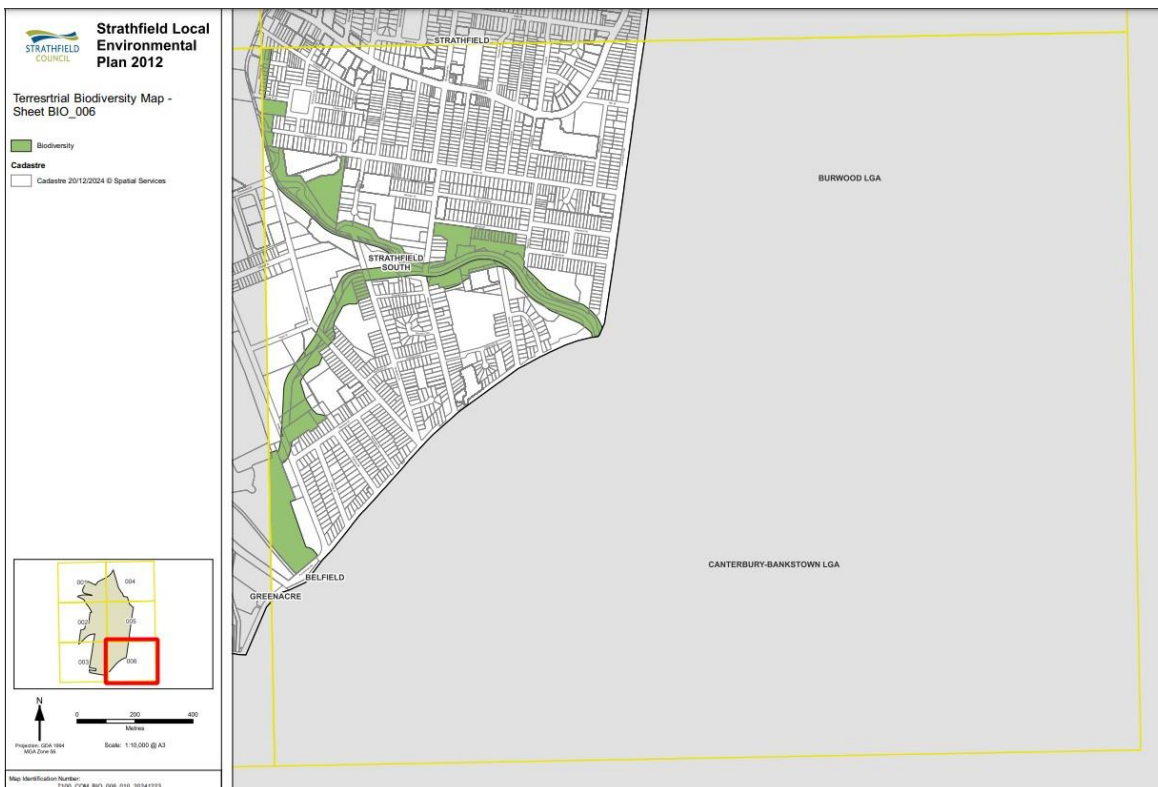 STRATHFIELD
COUNCIL
Strathfield Local
Environmental
Plan 2012
Terresrtrial Biodiversity Map -
Sheet BIO_006
Biodiversity
Cadastre
Cadastre 20/12/2024 © Spatial Services
STRATHFIELD
BURWOOD LGA
STRATHFIELD
SOUTH
CANTERBURY-BANKSTOWN LGA
BELFIELD
GREENACRE
001
004
002
005
003
006
N
0 200 400
Metres
Projection: GDA 1994
MGA Zone 56
Scale: 1:10,000 @ A3
Map Identification Number:
7100_COM_BIO_006_010_20241223